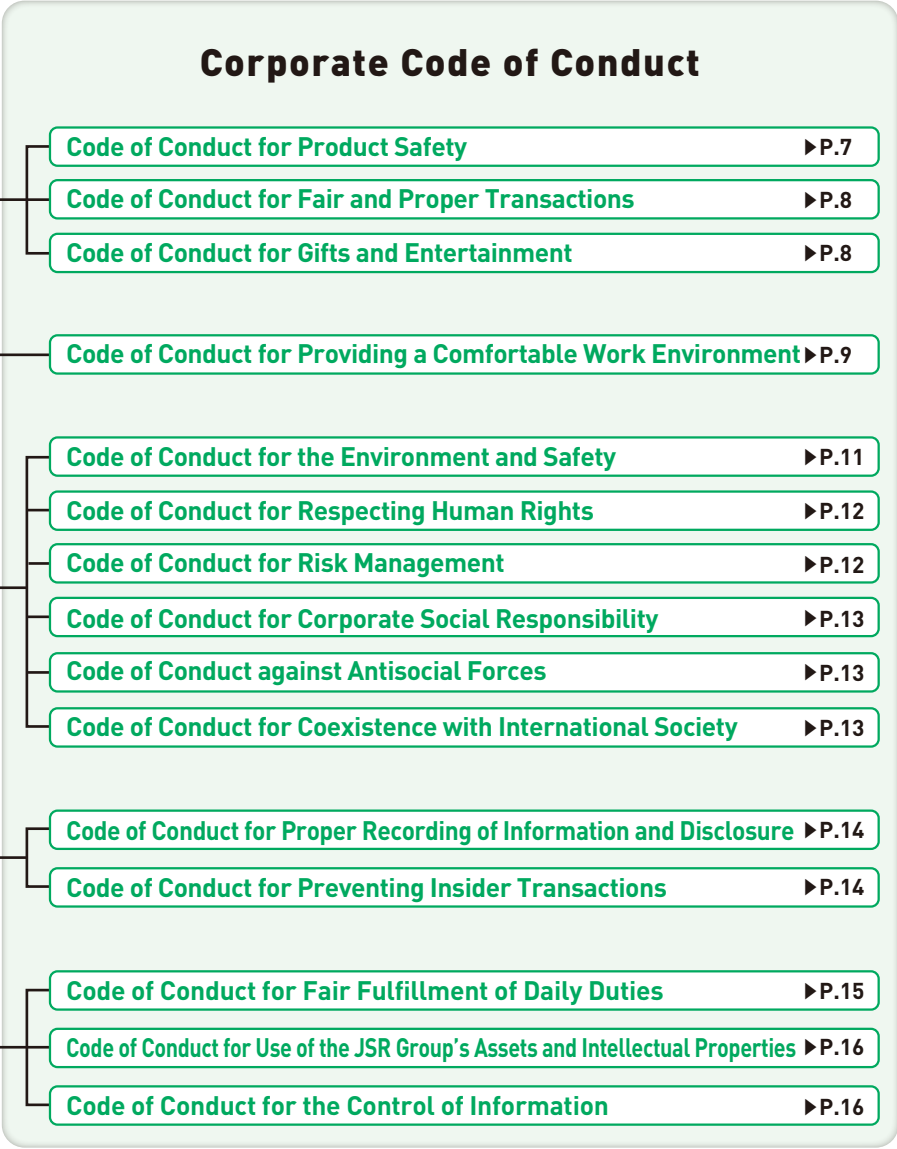 Corporate Code of Conduct
Code of Conduct for Product Safety ▶P.7
Code of Conduct for Fair and Proper Transactions ▶P.8
Code of Conduct for Gifts and Entertainment ▶P.8
Code of Conduct for Providing a Comfortable Work Environment ▶P.9
Code of Conduct for the Environment and Safety ▶P.11
Code of Conduct for Respecting Human Rights ▶P.12
Code of Conduct for Risk Management ▶P.12
Code of Conduct for Corporate Social Responsibility ▶P.13
Code of Conduct against Antisocial Forces ▶P.13
Code of Conduct for Coexistence with International Society ▶P.13
Code of Conduct for Proper Recording of Information and Disclosure ▶P.14
Code of Conduct for Preventing Insider Transactions ▶P.14
Code of Conduct for Fair Fulfillment of Daily Duties ▶P.15
Code of Conduct for Use of the JSR Group's Assets and Intellectual Properties ▶P.16
Code of Conduct for the Control of Information ▶P.16